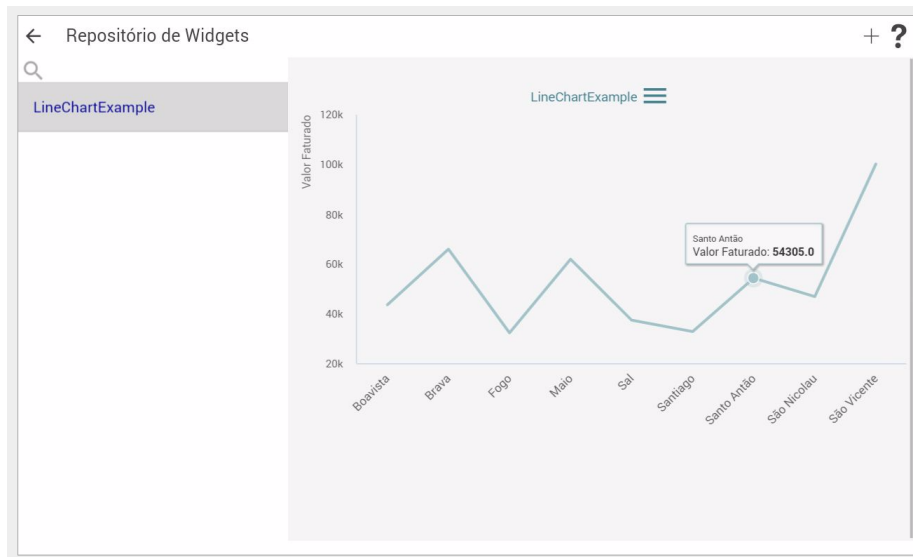 Repositório de Widgets
+ ?
LineChartExample
LineChartExample
Valor Faturado
120k
100k
80k
60k
40k
20k
Santo Antão
Valor Faturado: 54305.0
Boavista
Brava
Fogo
Maio
Sal
Santiago
Santo Antão
São Nicolau
São Vicente